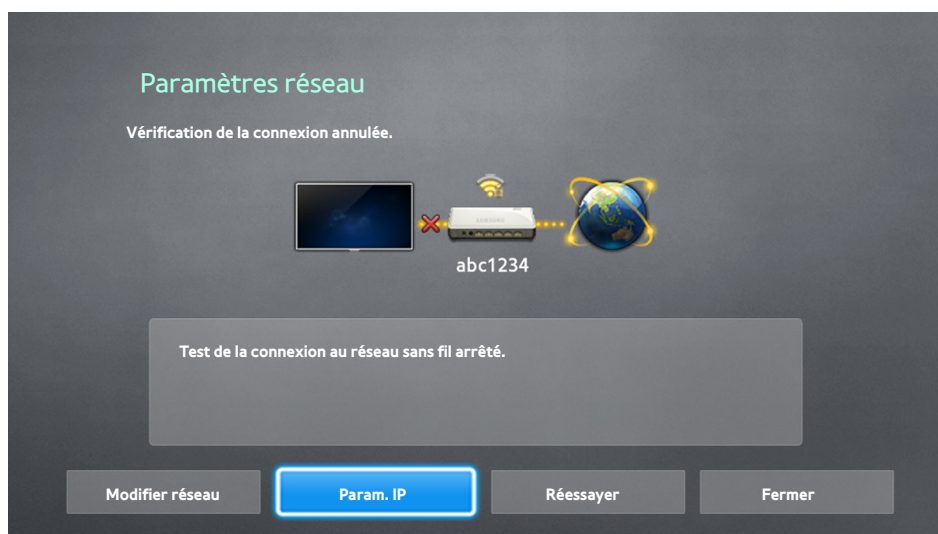 Paramètres réseau
Vérification de la connexion annulée.
SAMSUNG
abc1234
Test de la connexion au réseau sans fil arrêté.
Modifier réseau
Param. IP
Réessayer
Fermer